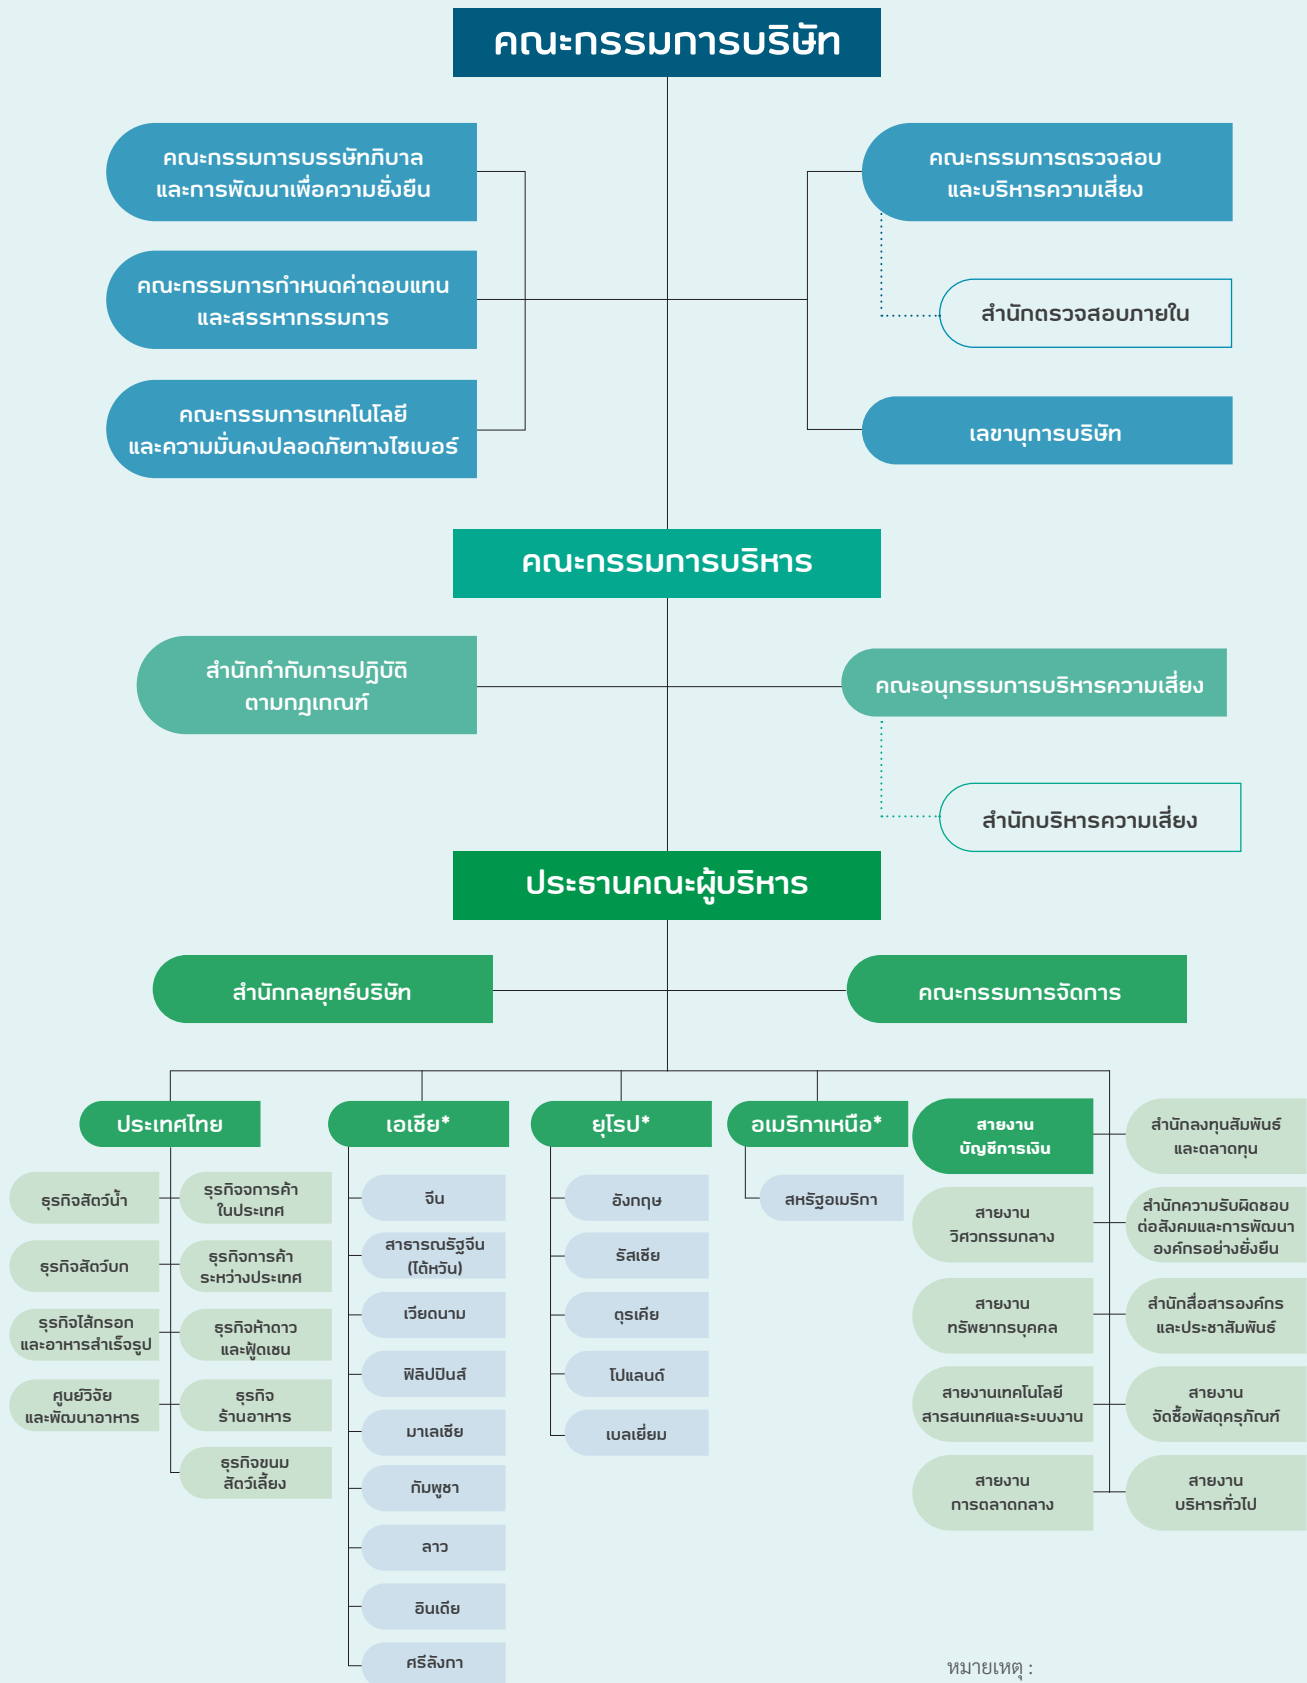 คณะกรรมการบริษัท
คณะกรรมการบรรษัทภิบาล
และการพัฒนาเพื่อความยั่งยืน
คณะกรรมการตรวจสอบ
และบริหารความเสี่ยง
คณะกรรมการกำหนดค่าตอบแทน
และสรรหากรรมการ
สำนักตรวจสอบภายใน
คณะกรรมการเทคโนโลยี
และความมั่นคงปลอดภัยทางไซเบอร์
เลขานุการบริษัท
คณะกรรมการบริหาร
สำนักกำกับการปฏิบัติ
ตามกฎเกณฑ์
คณะอนุกรรมการบริหารความเสี่ยง
สำนักบริหารความเสี่ยง
ประธานคณะผู้บริหาร
สำนักกลยุทธ์บริษัท
คณะกรรมการจัดการ
ประเทศไทย
ธุรกิจสัตว์น้ำ
ธุรกิจจการค้า
ในประเทศ
ธุรกิจสัตว์บก
ธุรกิจการค้า
ระหว่างประเทศ
ธุรกิจไส้กรอก
และอาหารสำเร็จรูป
ธุรกิจห้าดาว
และฟู้ดเชน
ศูนย์วิจัย
และพัฒนาอาหาร
ธุรกิจ
ร้านอาหาร
ธุรกิจขนม
สัตว์เลี้ยง
เอเชีย*
จีน
สาธารณรัฐจีน
(ไต้หวัน)
เวียดนาม
ฟิลิปปินส์
มาเลเซีย
กัมพูชา
ลาว
อินเดีย
ศรีลังกา
ยุโรป*
อังกฤษ
รัสเซีย
ตุรเคีย
โปแลนด์
เบลเยี่ยม
อเมริกาเหนือ*
สหรัฐอเมริกา
สายงาน
บัญชีการเงิน
สำนักลงทุนสัมพันธ์
และตลาดทุน
สายงาน
วิศวกรรมกลาง
สำนักความรับผิดชอบ
ต่อสังคมและการพัฒนา
องค์กรอย่างยั่งยืน
สายงาน
ทรัพยากรบุคคล
สำนักสื่อสารองค์กร
และประชาสัมพันธ์
สายงานเทคโนโลยี
สารสนเทศและระบบงาน
สายงาน
จัดซื้อพัสดุครุภัณฑ์
สายงาน
การตลาดกลาง
สายงาน
บริหารทั่วไป
หมายเหตุ :